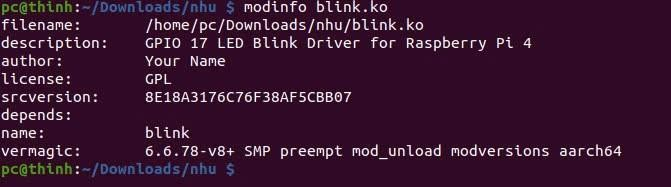 pc@thinh:~/Downloads/nhu $ modinfo blink.ko
filename:       /home/pc/Downloads/nhu/blink.ko
description:    GPIO 17 LED Blink Driver for Raspberry Pi 4
author:         Your Name
license:        GPL
srcversion:     8E18A3176C76F38AF5CBB07
depends:
name:           blink
vermagic:       6.6.78-v8+ SMP preempt mod_unload modversions aarch64
pc@thinh:~/Downloads/nhu $